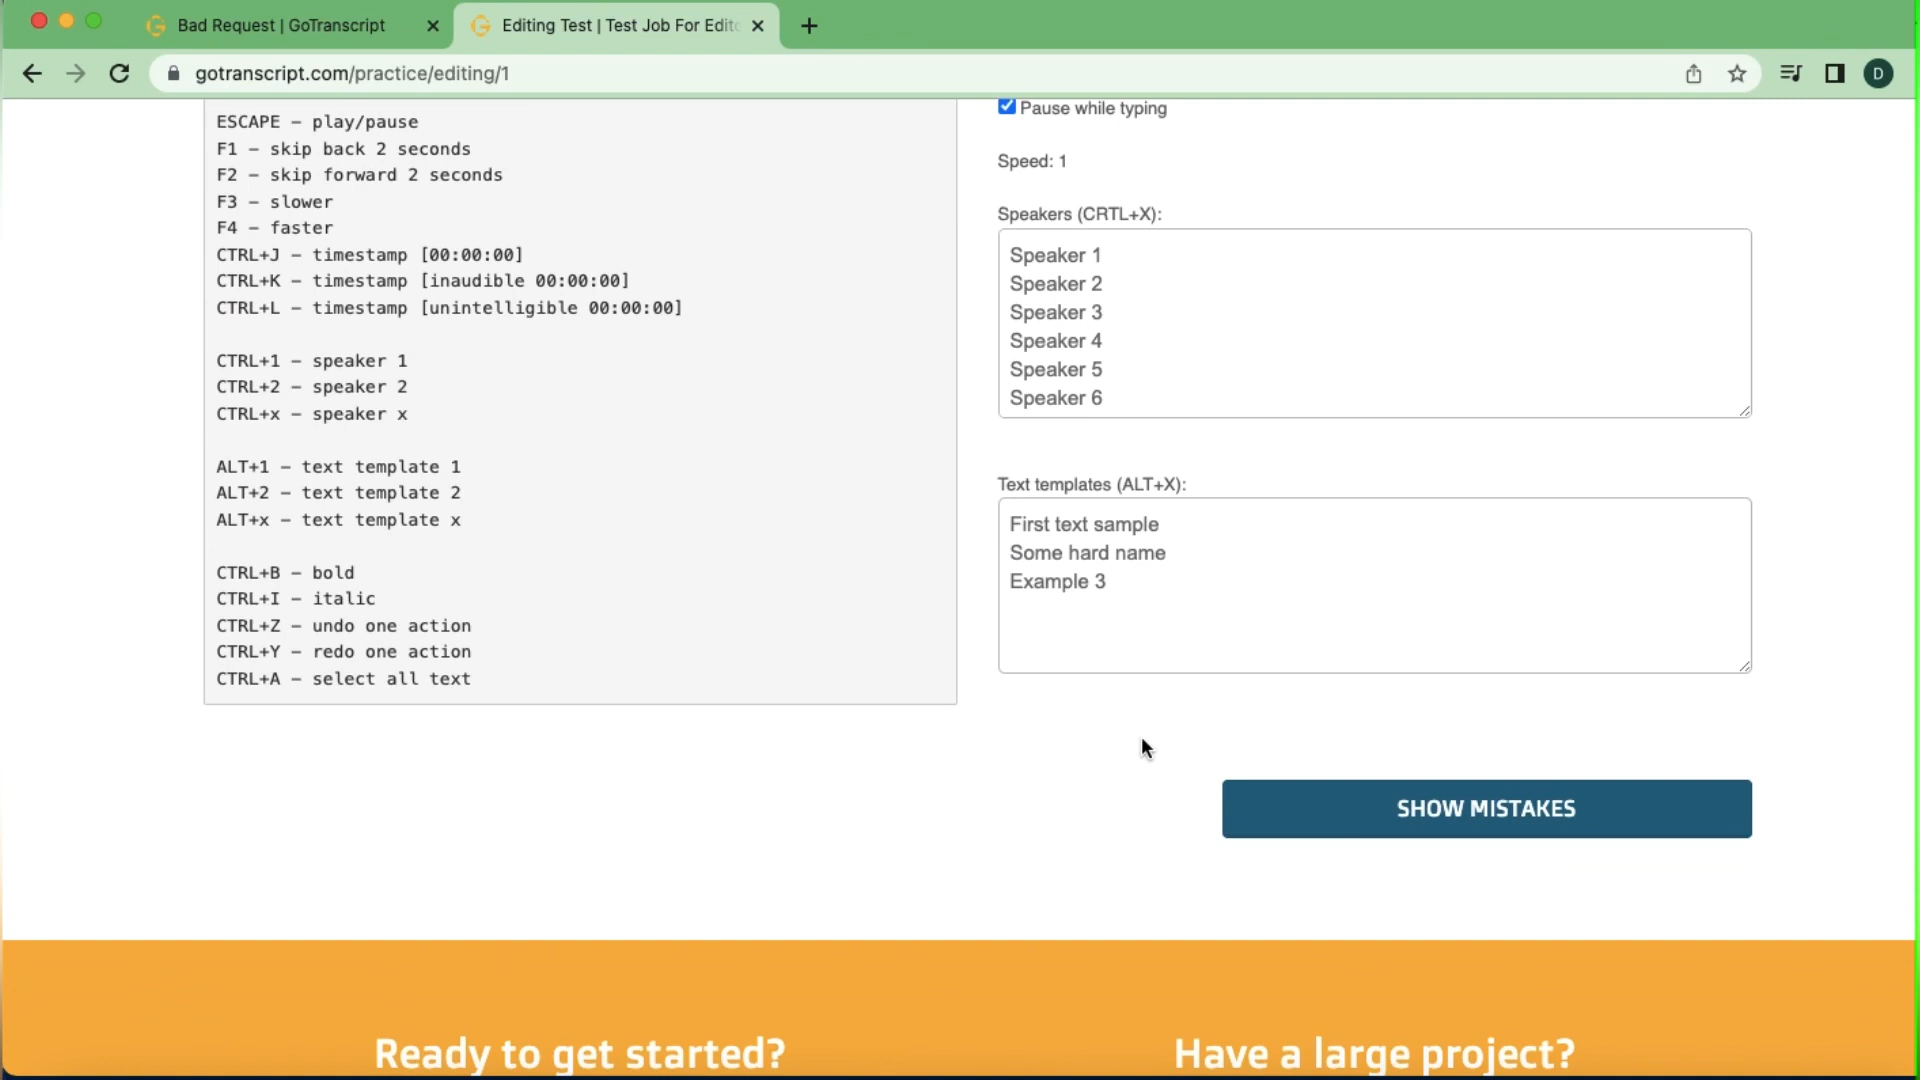 Bad Request | GoTranscript
Editing Test | Test Job For Edito
gotranscript.com/practice/editing/1
D
ESCAPE – play/pause
F1 – skip back 2 seconds
F2 – skip forward 2 seconds
F3 – slower
F4 – faster
CTRL+J – timestamp [00:00:00]
CTRL+K – timestamp [inaudible 00:00:00]
CTRL+L – timestamp [unintelligible 00:00:00]
CTRL+1 – speaker 1
CTRL+2 – speaker 2
CTRL+x – speaker x
ALT+1 – text template 1
ALT+2 – text template 2
ALT+x – text template x
CTRL+B – bold
CTRL+I – italic
CTRL+Z – undo one action
CTRL+Y – redo one action
CTRL+A – select all text
Pause while typing
Speed: 1
Speakers (CRTL+X):
Speaker 1
Speaker 2
Speaker 3
Speaker 4
Speaker 5
Speaker 6
Text templates (ALT+X):
First text sample
Some hard name
Example 3
SHOW MISTAKES
Ready to get started?
Have a large project?